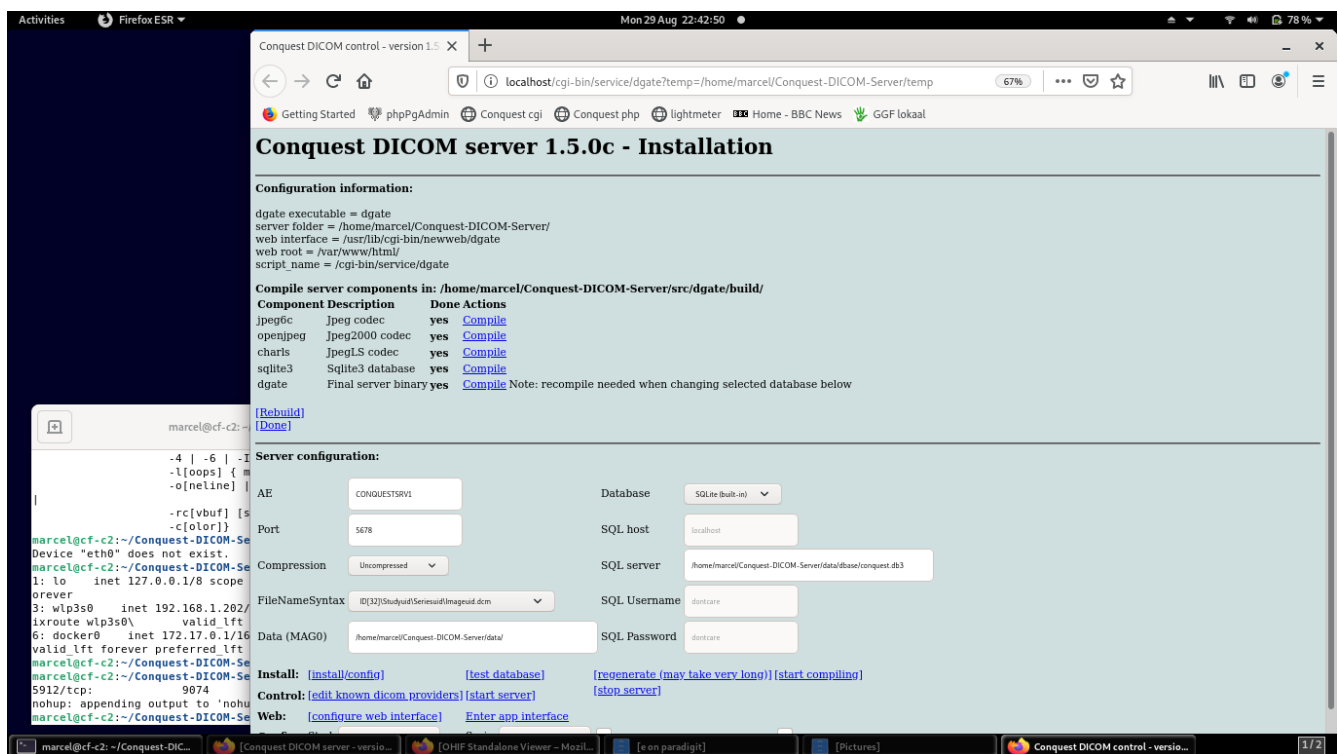 Activities Firefox ESR Mon 29 Aug 22:42:50 78 %
Conquest DICOM control - version 1.5.
localhost/cgi-bin/service/dgate?temp=/home/marcel/Conquest-DICOM-Server/temp 67%
Getting Started phpPgAdmin Conquest cgi Conquest php lightmeter BBC Home - BBC News GGF lokaal
Conquest DICOM server 1.5.0c - Installation
Configuration information:
dgate executable = dgate
server folder = /home/marcel/Conquest-DICOM-Server/
web interface = /usr/lib/cgi-bin/newweb/dgate
web root = /var/www/html/
script_name = /cgi-bin/service/dgate
Compile server components in: /home/marcel/Conquest-DICOM-Server/src/dgate/build/
Component Description Done Actions
jpeg6c Jpeg codec yes Compile
openjpeg Jpeg2000 codec yes Compile
charls JpegLS codec yes Compile
sqlite3 Sqlite3 database yes Compile
dgate Final server binary yes Compile Note: recompile needed when changing selected database below
[Rebuild]
[Done]
Server configuration:
AE CONQUESTSRV1 Database SQLite (built-in)
Port 5678 SQL host localhost
Compression Uncompressed SQL server /home/marcel/Conquest-DICOM-Server/data/dbase/conquest.db3
FileNameSyntax ID[32]\Studyuid\Seriesuid\Imageuid.dcm SQL Username dontcare
Data (MAG0) /home/marcel/Conquest-DICOM-Server/data/ SQL Password dontcare
Install: [install/config] [test database] [regenerate (may take very long)] [start compiling]
Control: [edit known dicom providers] [start server] [stop server]
Web: [configure web interface] Enter app interface
marcel@cf-c2: ~/
-4 | -6 | -I
-l[oops] { m
-o[neline] |
|
-rc[vbuf] [s
-c[olor]}
marcel@cf-c2:~/Conquest-DICOM-Se
Device "eth0" does not exist.
marcel@cf-c2:~/Conquest-DICOM-Se
1: lo inet 127.0.0.1/8 scope
orever
3: wlp3s0 inet 192.168.1.202/
ixroute wlp3s0\ valid_lft
6: docker0 inet 172.17.0.1/16
valid_lft forever preferred_lft
marcel@cf-c2:~/Conquest-DICOM-Se
marcel@cf-c2:~/Conquest-DICOM-Se
5912/tcp: 9074
nohup: appending output to 'nohu
marcel@cf-c2:~/Conquest-DICOM-Se
marcel@cf-c2: ~/Conquest-DIC... [Conquest DICOM server – versio... [OHIF Standalone Viewer – Mozil... [e on paradigit] [Pictures] Conquest DICOM control - versio... 1/2